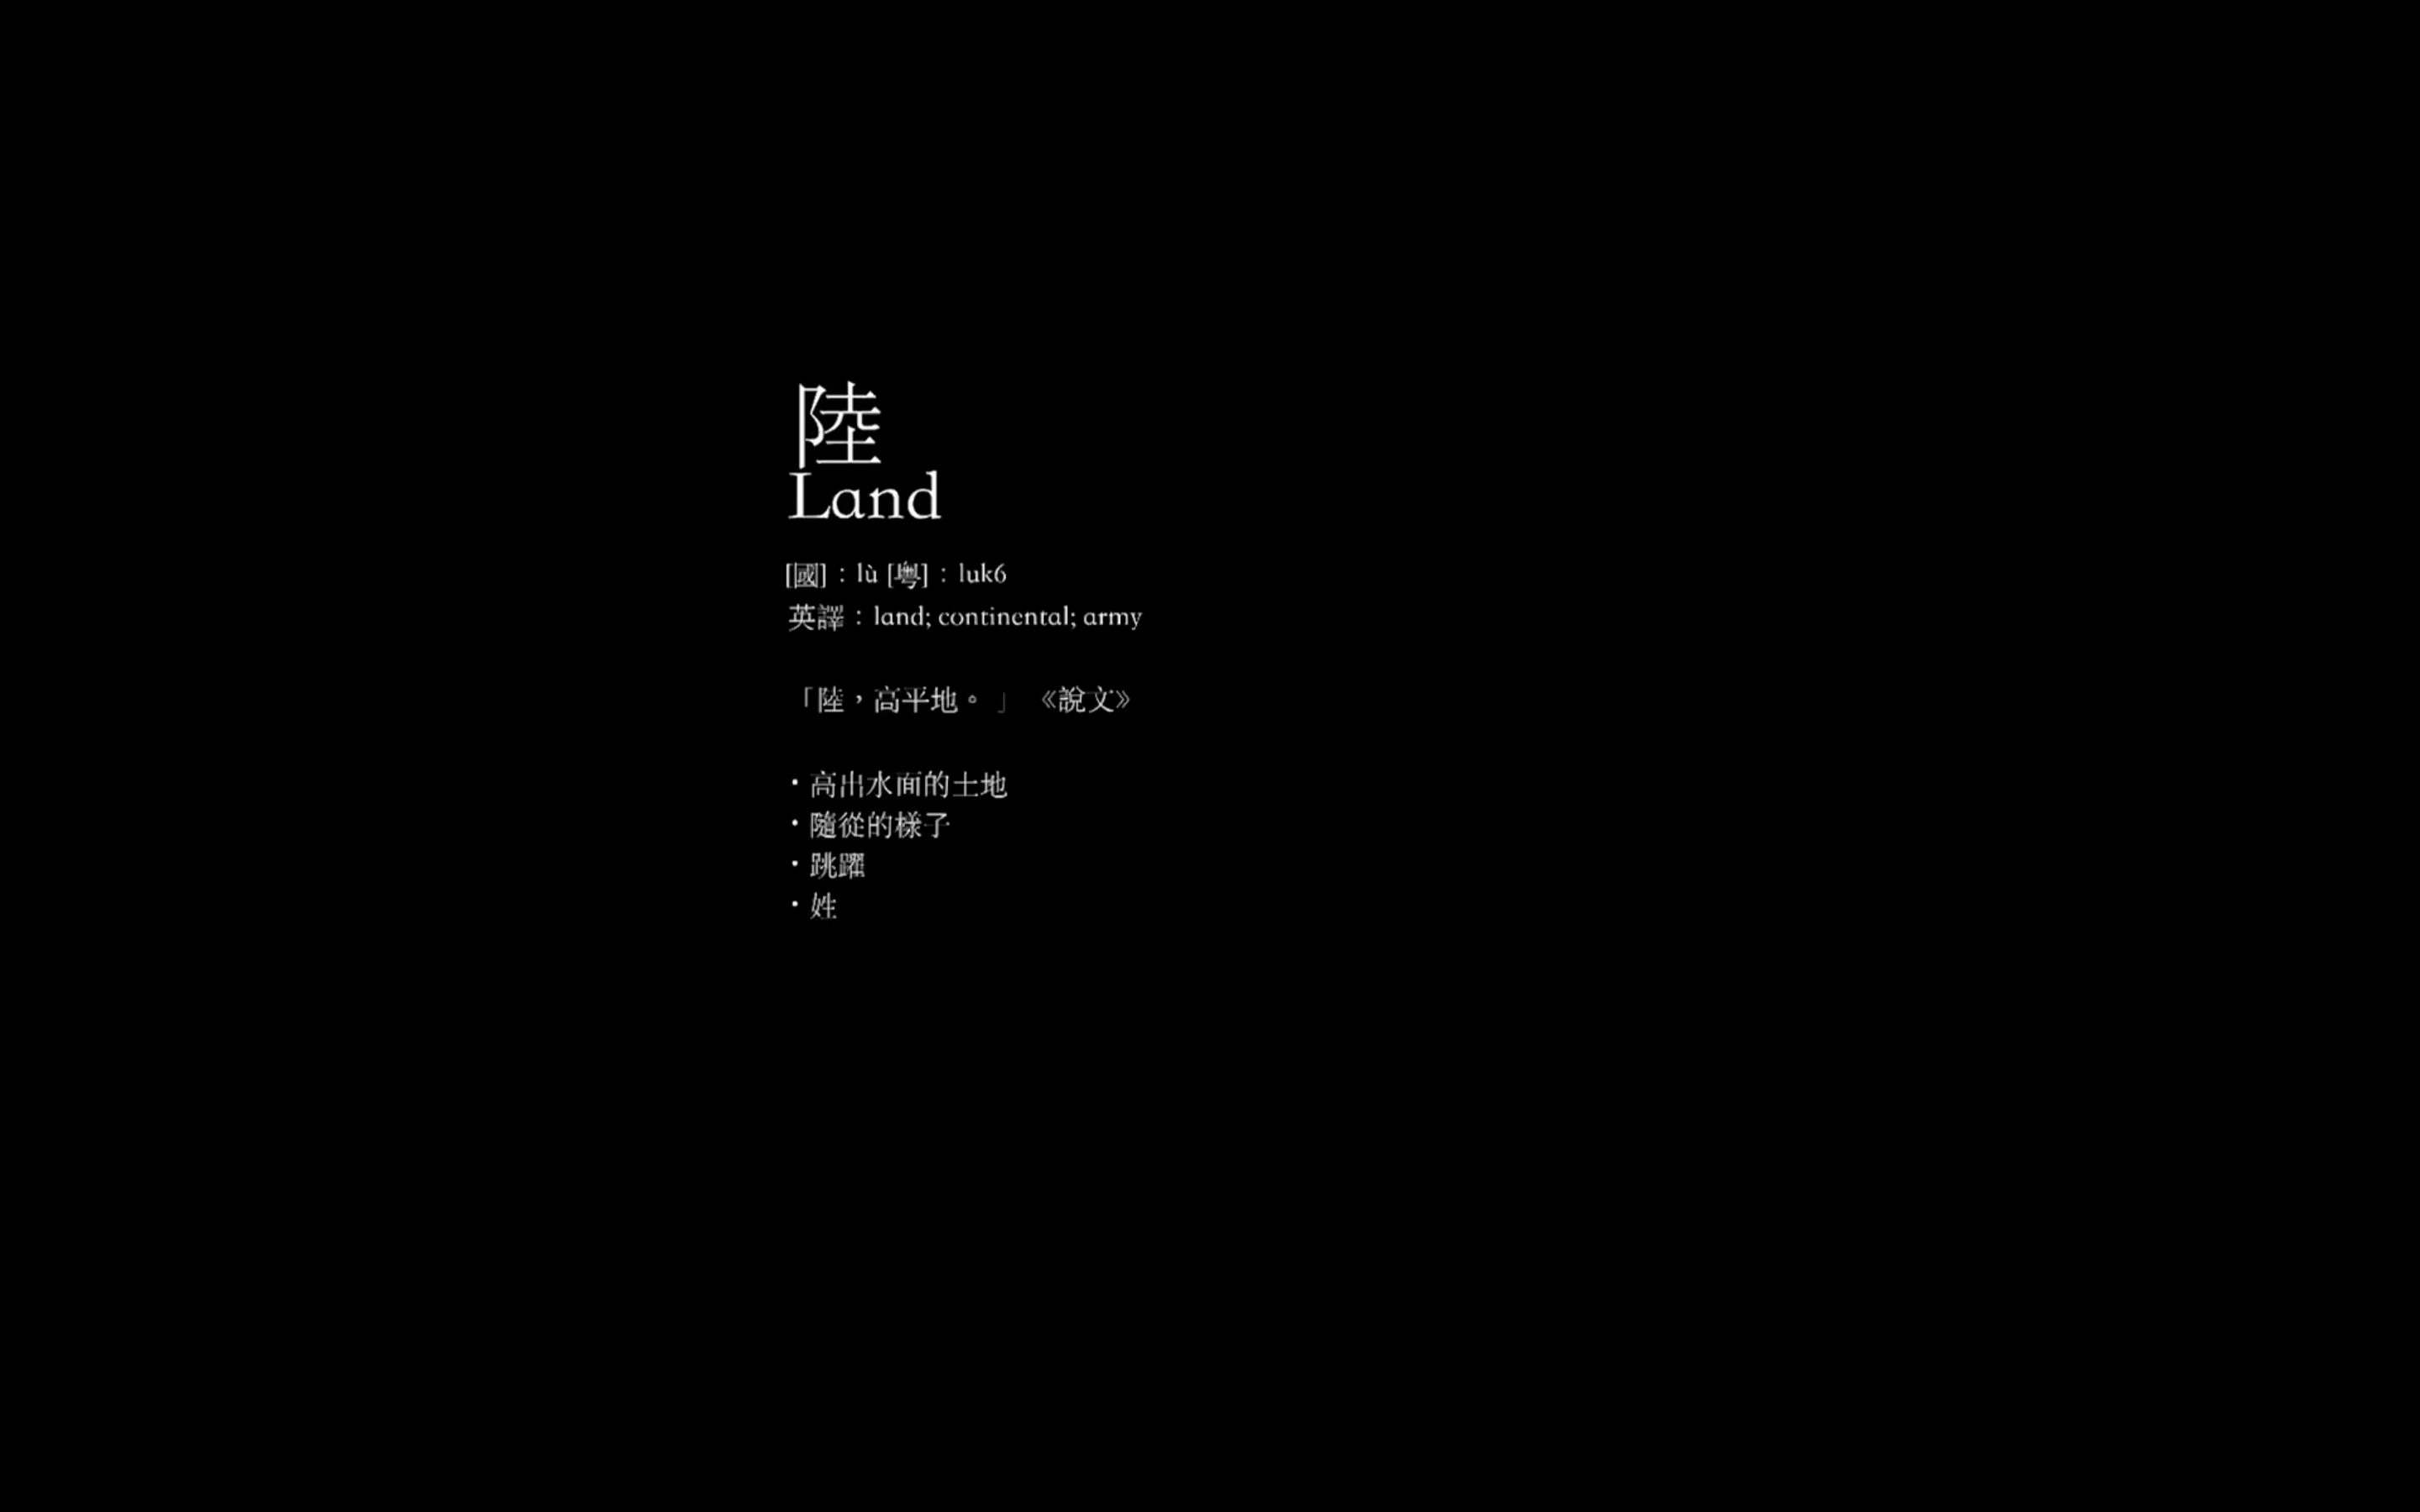 陸
Land
[國]：lù [粵]：luk6
英譯：land; continental; army
「陸，高平地。」 《說文》
・高出水面的土地
・隨從的樣子
・跳躍
・姓